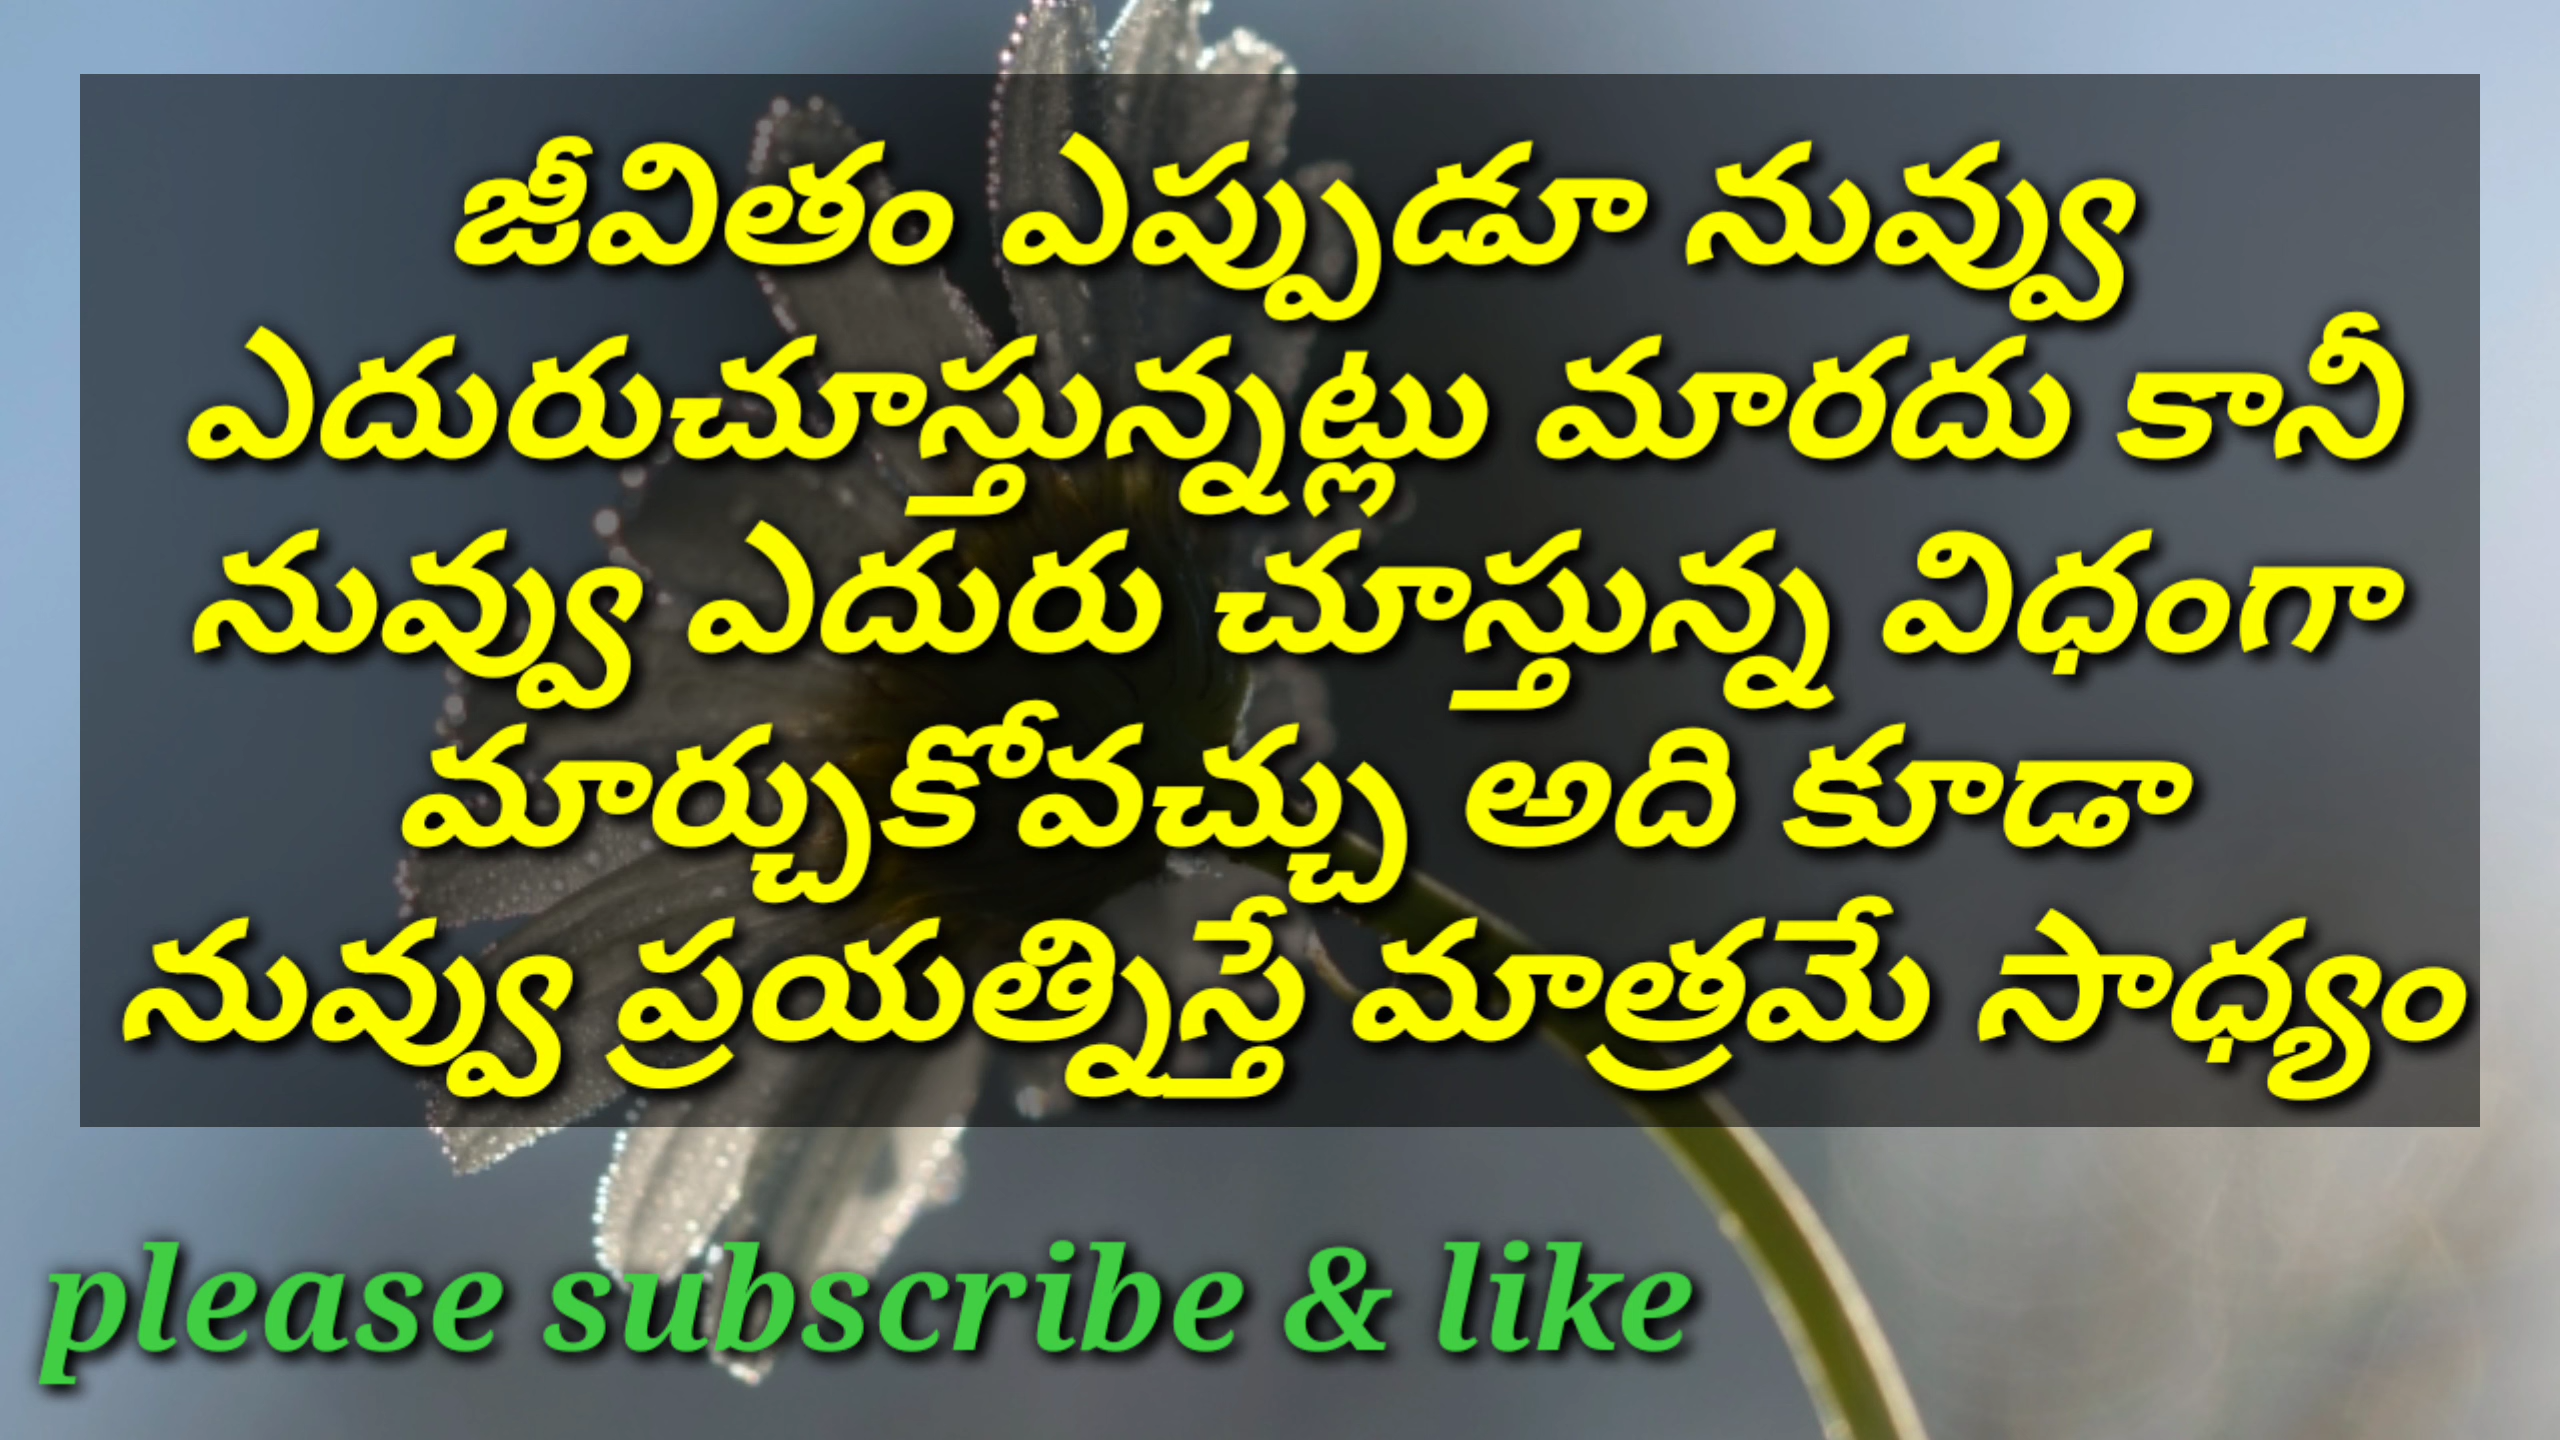 జీవితం ఎప్పుడూ నువ్వు
ఎదురుచూస్తున్నట్లు మారదు కానీ
నువ్వు ఎదురు చూస్తున్న విధంగా
మార్చుకోవచ్చు అది కూడా
నువ్వు ప్రయత్నిస్తే మాత్రమే సాధ్యం
please subscribe & like